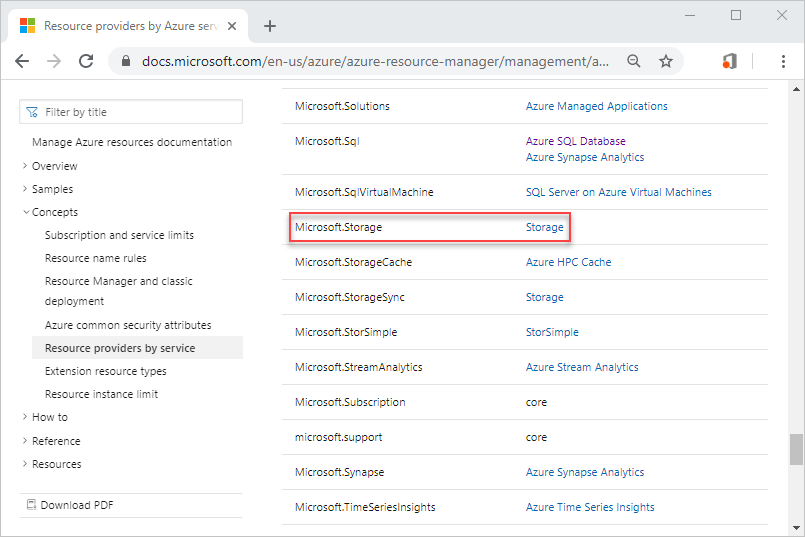 Resource providers by Azure serv
docs.microsoft.com/en-us/azure/azure-resource-manager/management/a...
Filter by title
Manage Azure resources documentation
Overview
Samples
Concepts
Subscription and service limits
Resource name rules
Resource Manager and classic
deployment
Azure common security attributes
Resource providers by service
Extension resource types
Resource instance limit
How to
Reference
Resources
Download PDF
Microsoft.Solutions Azure Managed Applications
Microsoft.Sql Azure SQL Database
Azure Synapse Analytics
Microsoft.SqlVirtualMachine SQL Server on Azure Virtual Machines
Microsoft.Storage Storage
Microsoft.StorageCache Azure HPC Cache
Microsoft.StorageSync Storage
Microsoft.StorSimple StorSimple
Microsoft.StreamAnalytics Azure Stream Analytics
Microsoft.Subscription core
microsoft.support core
Microsoft.Synapse Azure Synapse Analytics
Microsoft.TimeSeriesInsights Azure Time Series Insights